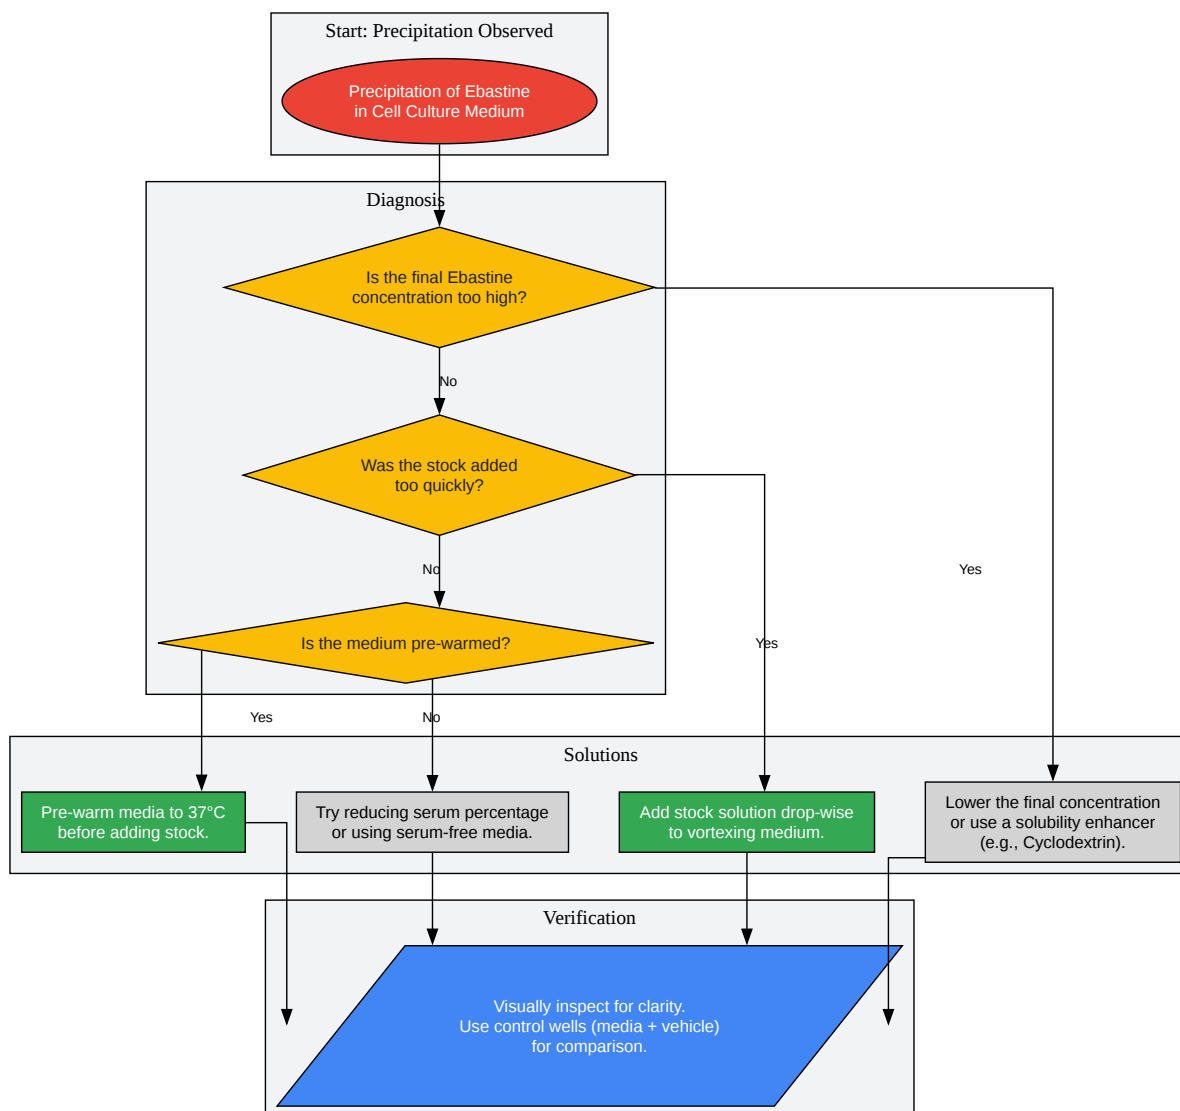 Start: Precipitation Observed
Precipitation of Ebastine
in Cell Culture Medium
Diagnosis
Is the final Ebastine
concentration too high?
No
Was the stock added
too quickly?
No
Yes
Is the medium pre-warmed?
Yes
Yes
No
Solutions
Pre-warm media to 37°C
before adding stock.
Try reducing serum percentage
or using serum-free media.
Add stock solution drop-wise
to vortexing medium.
Lower the final concentration
or use a solubility enhancer
(e.g., Cyclodextrin).
Verification
Visually inspect for clarity.
Use control wells (media + vehicle)
for comparison.